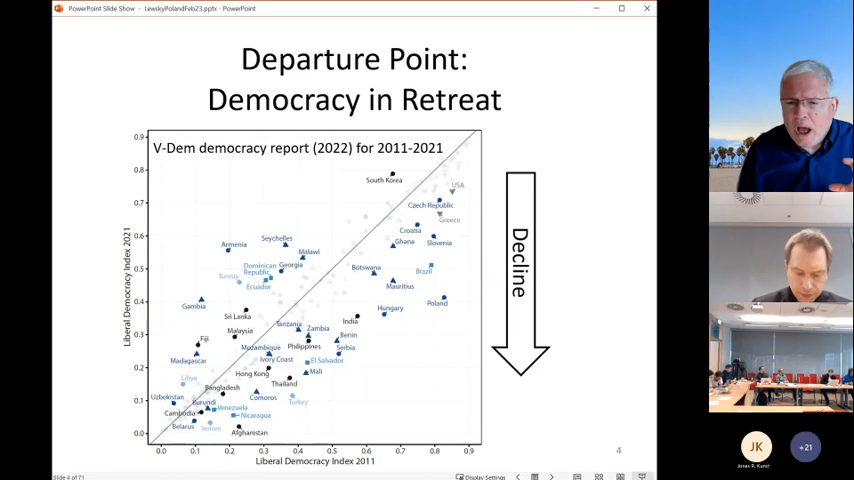 PowerPoint Slide Show - LewskyPolandFeb23.pptx - PowerPoint
Departure Point:
Democracy in Retreat
V-Dem democracy report (2022) for 2011-2021
0.9
0.8
0.7
0.6
0.5
0.4
0.3
0.2
0.1
0.0
Liberal Democracy Index 2021
South Korea
USA
Czech Republic
Greece
Croatia
Slovenia
Ghana
Armenia
Seychelles
Malawi
Georgia
Dominican
Republic
Ecuador
Tunisia
Botswana
Brazil
Mauritius
Poland
Gambia
Sri Lanka
Hungary
India
Tanzania
Zambia
Malaysia
Benin
Fiji
Mozambique
Philippines
Serbia
Madagascar
Ivory Coast
El Salvador
Hong Kong
Mali
Libya
Thailand
Bangladesh
Uzbekistan
Burundi
Comoros
Turkey
Cambodia
Venezuela
Nicaragua
Belarus
Yemen
Afghanistan
0.0 0.1 0.2 0.3 0.4 0.5 0.6 0.7 0.8 0.9
Liberal Democracy Index 2011
Decline
4
Slide 4 of 71
Display Settings
JK
Jonas R. Kunst
+21